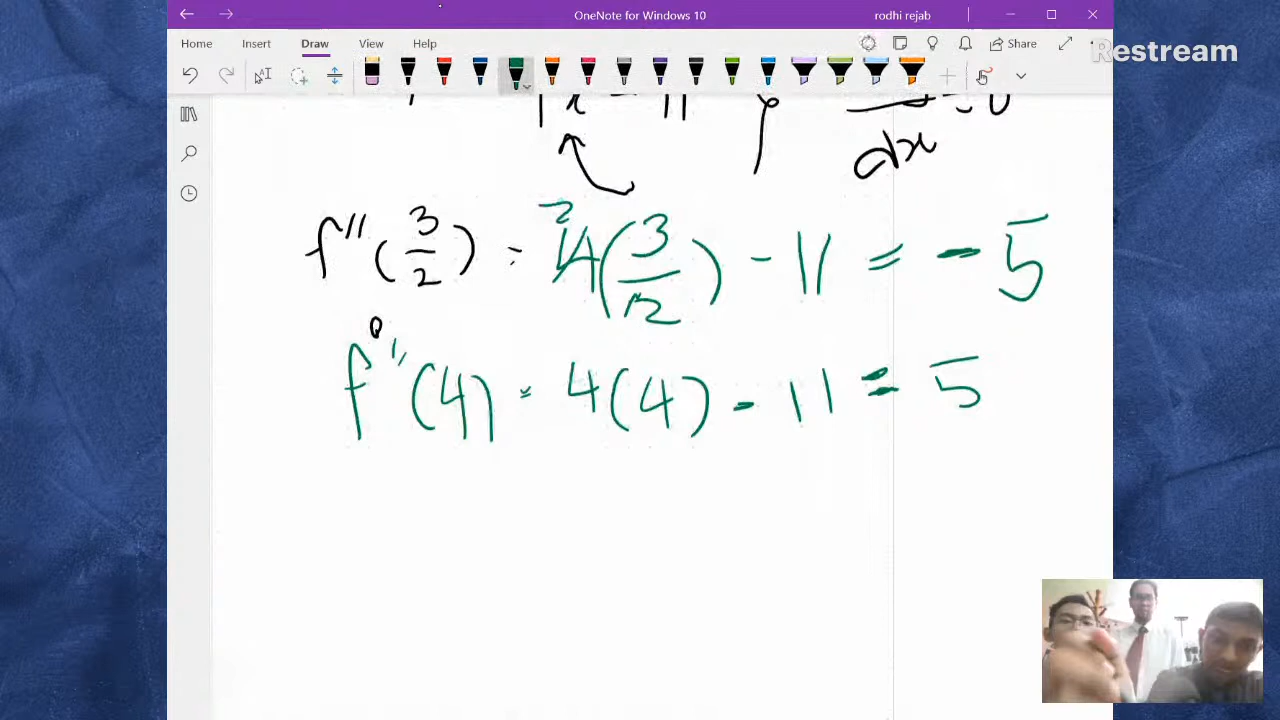 OneNote for Windows 10
rodhi rejab
Home Insert Draw View Help
Share
Restream
dx
f''(3/2) = 4(3/2) - 11 = -5
2
f''(4) = 4(4) - 11 = 5